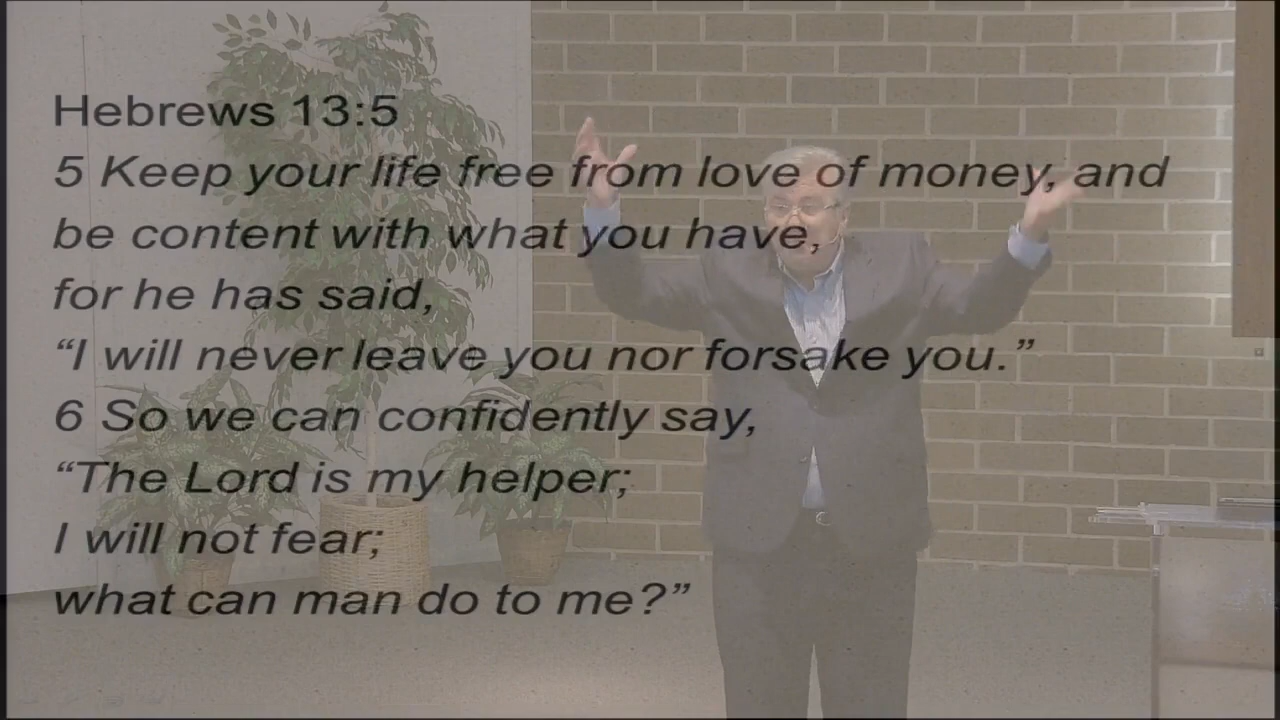 Hebrews 13:5
5 Keep your life free from love of money, and
be content with what you have,
for he has said,
“I will never leave you nor forsake you.”
6 So we can confidently say,
“The Lord is my helper;
I will not fear;
what can man do to me?”